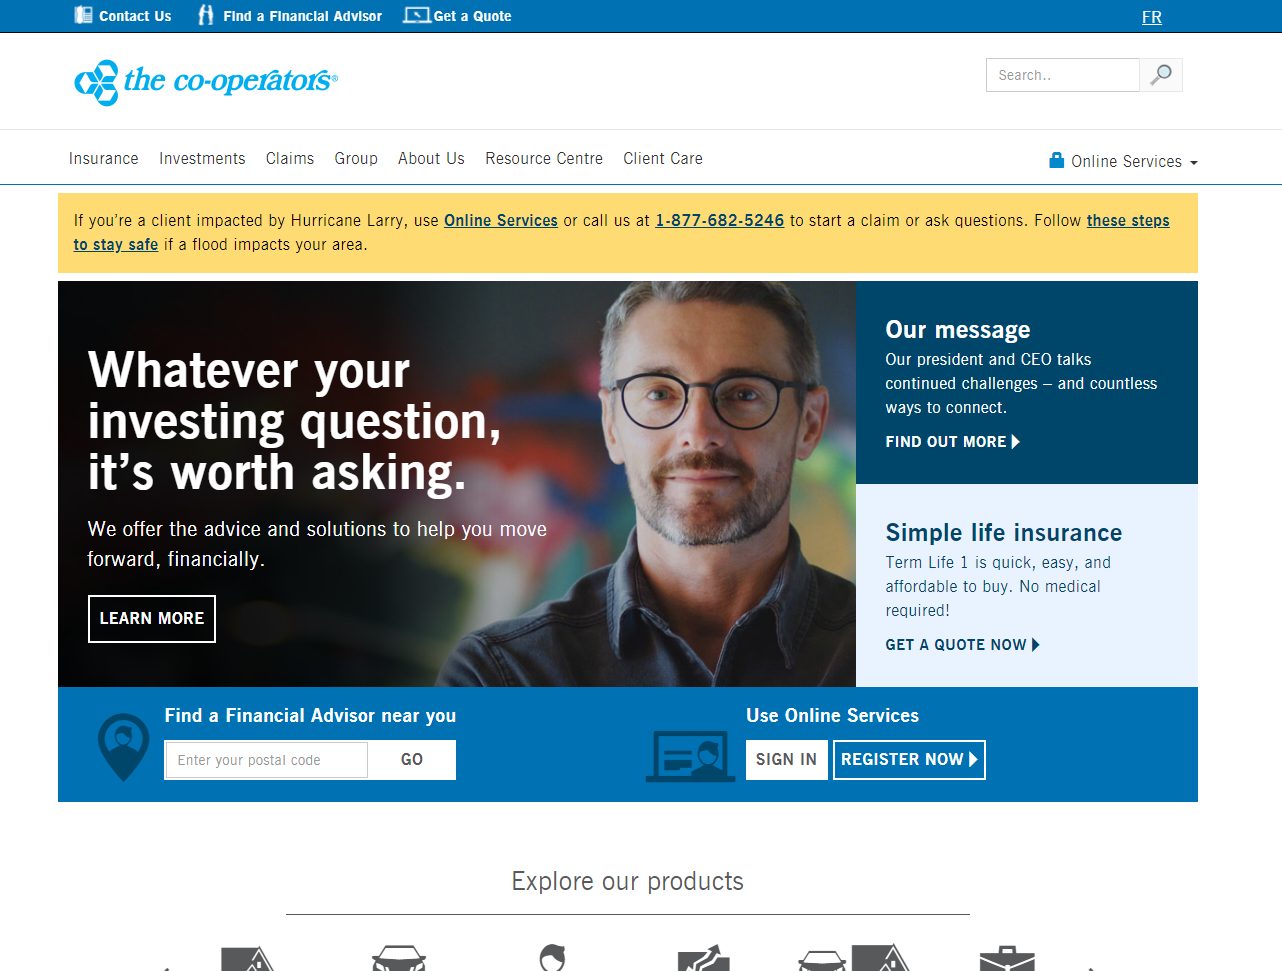 Contact Us
Find a Financial Advisor
Get a Quote
FR
the co-operators®
Search..
Insurance
Investments
Claims
Group
About Us
Resource Centre
Client Care
Online Services
If you’re a client impacted by Hurricane Larry, use Online Services or call us at 1-877-682-5246 to start a claim or ask questions. Follow these steps
to stay safe if a flood impacts your area.
Whatever your
investing question,
it’s worth asking.
We offer the advice and solutions to help you move
forward, financially.
LEARN MORE
Our message
Our president and CEO talks
continued challenges – and countless
ways to connect.
FIND OUT MORE
Simple life insurance
Term Life 1 is quick, easy, and
affordable to buy. No medical
required!
GET A QUOTE NOW
Find a Financial Advisor near you
Enter your postal code
GO
Use Online Services
SIGN IN
REGISTER NOW
Explore our products